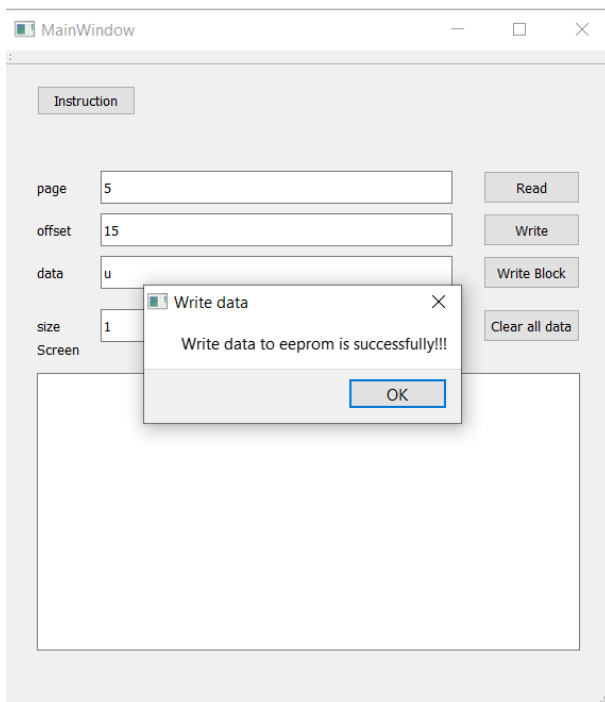 MainWindow
Instruction
page 5 Read
offset 15 Write
data u Write Block
Write data
size 1 Clear all data
Write data to eeprom is successfully!!!
Screen
OK